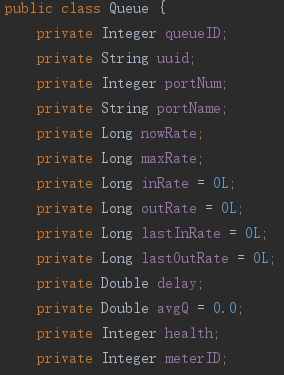 public class Queue {
private Integer queueID;
private String uuid;
private Integer portNum;
private String portName;
private Long nowRate;
private Long maxRate;
private Long inRate = 0L;
private Long outRate = 0L;
private Long lastInRate = 0L;
private Long lastOutRate = 0L;
private Double delay;
private Double avgQ = 0.0;
private Integer health;
private Integer meterID;